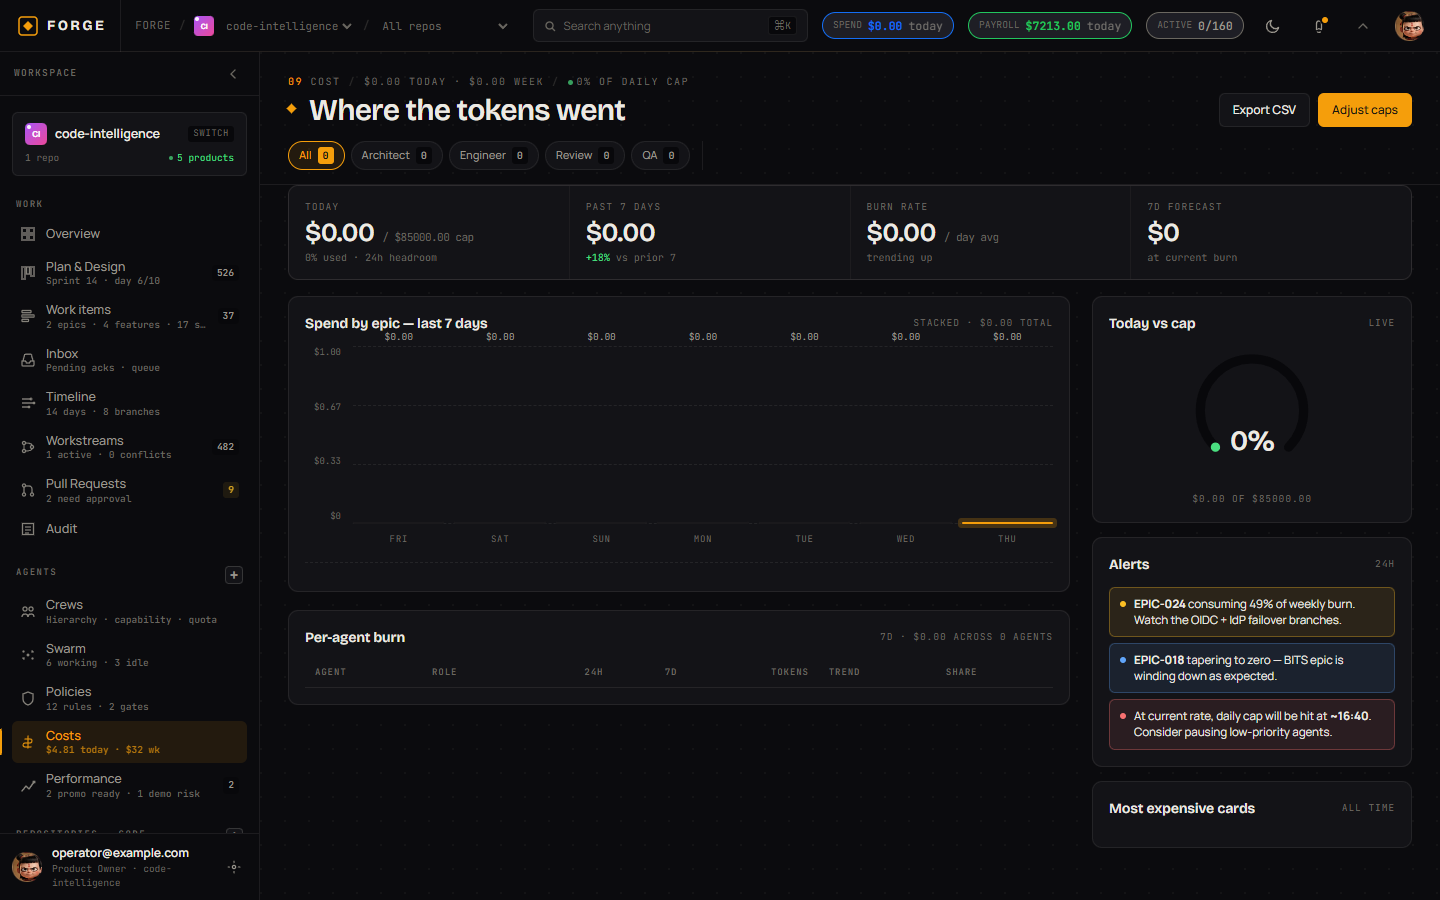 FORGE
FORGE / CI code-intelligence / All repos
Search anything ⌘K
SPEND $0.00 today
PAYROLL $7213.00 today
ACTIVE 0/160
WORKSPACE
CI code-intelligence SWITCH
1 repo 5 products
WORK
Overview
Plan & Design 526
Sprint 14 · day 6/10
Work items 37
2 epics · 4 features · 17 s…
Inbox
Pending acks · queue
Timeline
14 days · 8 branches
Workstreams 482
1 active · 0 conflicts
Pull Requests 9
2 need approval
Audit
AGENTS +
Crews
Hierarchy · capability · quota
Swarm
6 working · 3 idle
Policies
12 rules · 2 gates
Costs
$4.81 today · $32 wk
Performance 2
2 promo ready · 1 demo risk
operator@example.com
Product Owner · code-
intelligence
09 COST / $0.00 TODAY · $0.00 WEEK / 0% OF DAILY CAP
Where the tokens went
Export CSV
Adjust caps
All 0
Architect 0
Engineer 0
Review 0
QA 0
TODAY
$0.00 / $85000.00 cap
0% used · 24h headroom
PAST 7 DAYS
$0.00
+18% vs prior 7
BURN RATE
$0.00 / day avg
trending up
7D FORECAST
$0
at current burn
Spend by epic — last 7 days STACKED · $0.00 TOTAL
$0.00 $0.00 $0.00 $0.00 $0.00 $0.00 $0.00
$1.00
$0.67
$0.33
$0
FRI SAT SUN MON TUE WED THU
Per-agent burn 7D · $0.00 ACROSS 0 AGENTS
AGENT ROLE 24H 7D TOKENS TREND SHARE
Today vs cap LIVE
0%
$0.00 OF $85000.00
Alerts 24H
EPIC-024 consuming 49% of weekly burn.
Watch the OIDC + IdP failover branches.
EPIC-018 tapering to zero — BITS epic is
winding down as expected.
At current rate, daily cap will be hit at ~16:40.
Consider pausing low-priority agents.
Most expensive cards ALL TIME